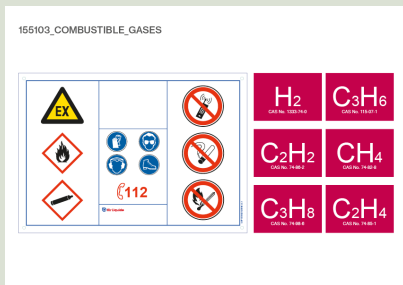 155103_COMBUSTIBLE_GASES
EX
112
Air Liquide
H2
CAS No. 1333-74-0
C3H6
CAS No. 115-07-1
C2H2
CAS No. 74-86-2
CH4
CAS No. 74-82-8
C3H8
CAS No. 74-98-6
C2H4
CAS No. 74-85-1